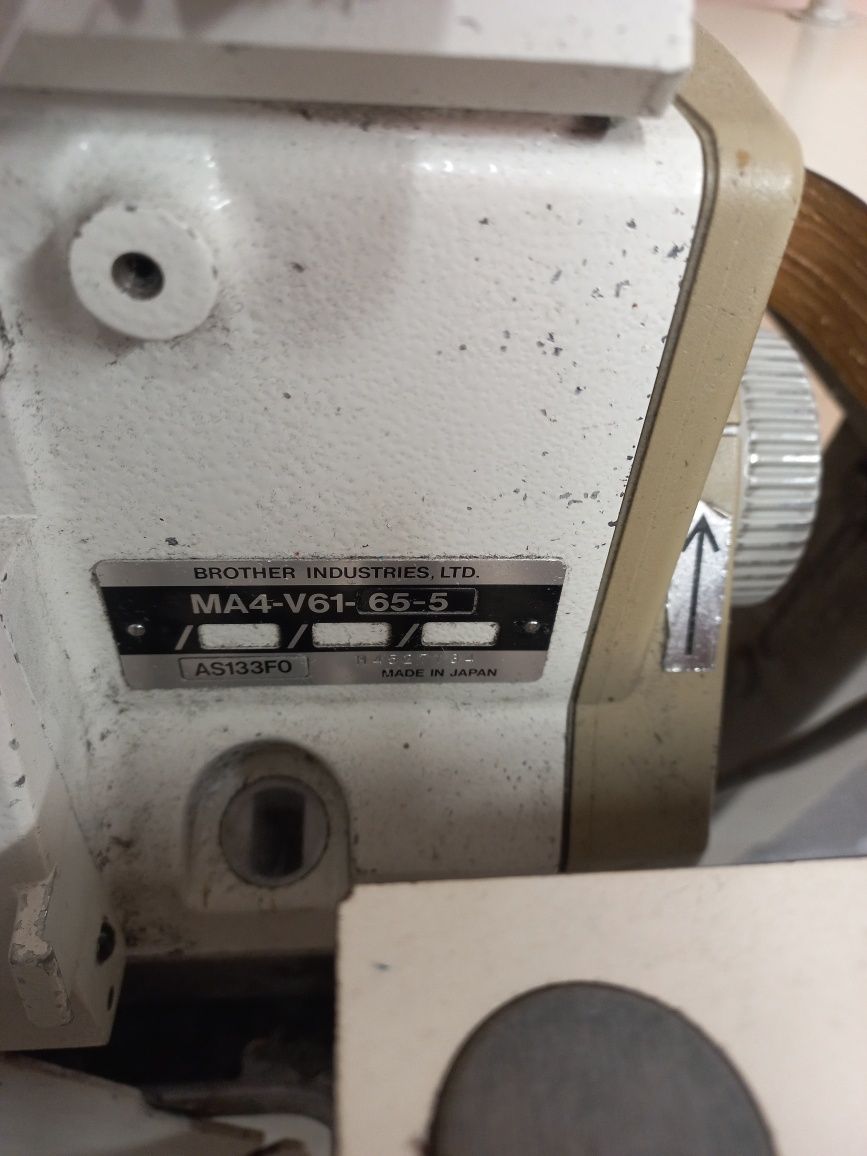 BROTHER INDUSTRIES, LTD.
MA4-V61-65-5
/ / /
AS133F0
MADE IN JAPAN